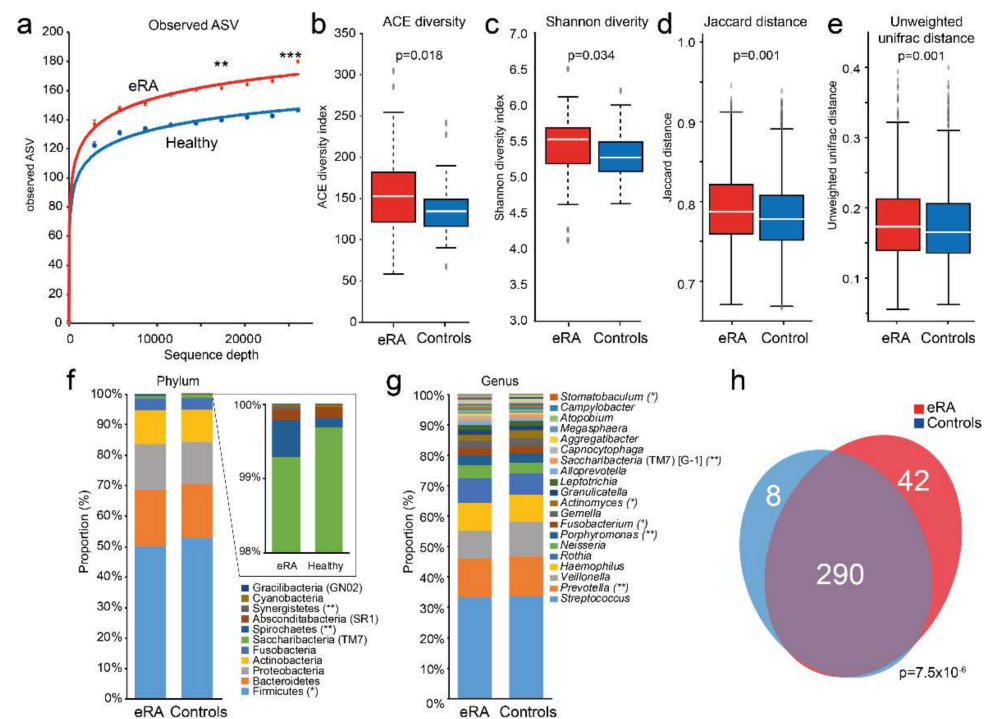 a
Observed ASV
200
180
160
140
120
100
80
60
40
20
0
observed ASV
eRA
Healthy
**
***
0
10000
20000
Sequence depth
b
ACE diversity
p=0.018
350
300
250
200
150
100
50
0
ACE diversity index
eRA Controls
c
Shannon diverity
p=0.034
7.0
6.5
6.0
5.5
5.0
4.5
4.0
3.0
Shannon diversity index
eRA Controls
d
Jaccard distance
p=0.001
1.0
0.9
0.8
0.7
Jaccard distance
eRA Control
e
Unweighted
unifrac distance
p=0.001
0.4
0.3
0.2
0.1
Unweighted unifrac distance
eRA Controls
f
Phylum
100%
90%
80%
70%
60%
50%
40%
30%
20%
10%
0%
Proportion (%)
eRA Controls
100%
99%
98%
eRA Healthy
Gracilibacteria (GN02)
Cyanobacteria
Synergistetes (**)
Absconditabacteria (SR1)
Spirochaetes (**)
Saccharibacteria (TM7)
Fusobacteria
Actinobacteria
Proteobacteria
Bacteroidetes
Firmicutes (*)
g
Genus
100%
90%
80%
70%
60%
50%
40%
30%
20%
10%
0%
Proportion (%)
eRA Controls
Stomatobaculum (*)
Campylobacter
Atopobium
Megasphaera
Aggregatibacter
Capnocytophaga
Saccharibacteria (TM7) [G-1] (**)
Alloprevotella
Leptotrichia
Granulicatella
Actinomyces (*)
Gemella
Fusobacterium (*)
Porphyromonas (**)
Neisseria
Rothia
Haemophilus
Veillonella
Prevotella (**)
Streptococcus
h
eRA
Controls
8
42
290
p=7.5x10-6